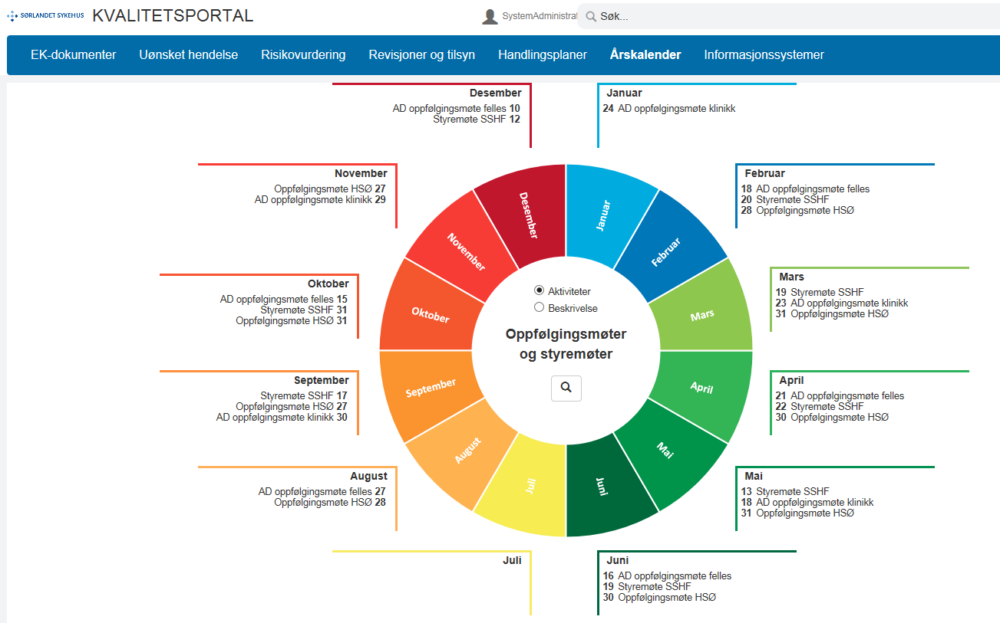 SØRLANDET SYKEHUS KVALITETSPORTAL
SystemAdministrat
Søk...
EK-dokumenter Uønsket hendelse Risikovurdering Revisjoner og tilsyn Handlingsplaner Årskalender Informasjonssystemer
Januar
24 AD oppfølgingsmøte klinikk
Februar
18 AD oppfølgingsmøte felles
20 Styremøte SSHF
28 Oppfølgingsmøte HSØ
Mars
19 Styremøte SSHF
23 AD oppfølgingsmøte klinikk
31 Oppfølgingsmøte HSØ
April
21 AD oppfølgingsmøte felles
22 Styremøte SSHF
30 Oppfølgingsmøte HSØ
Mai
13 Styremøte SSHF
18 AD oppfølgingsmøte klinikk
31 Oppfølgingsmøte HSØ
Juni
16 AD oppfølgingsmøte felles
19 Styremøte SSHF
30 Oppfølgingsmøte HSØ
Juli
August
AD oppfølgingsmøte felles 27
Oppfølgingsmøte HSØ 28
September
Styremøte SSHF 17
Oppfølgingsmøte HSØ 27
AD oppfølgingsmøte klinikk 30
Oktober
AD oppfølgingsmøte felles 15
Styremøte SSHF 31
Oppfølgingsmøte HSØ 31
November
Oppfølgingsmøte HSØ 27
AD oppfølgingsmøte klinikk 29
Desember
AD oppfølgingsmøte felles 10
Styremøte SSHF 12
Januar
Februar
Mars
April
Mai
Juni
Juli
August
September
Oktober
November
Desember
Aktiviteter
Beskrivelse
Oppfølgingsmøter
og styremøter